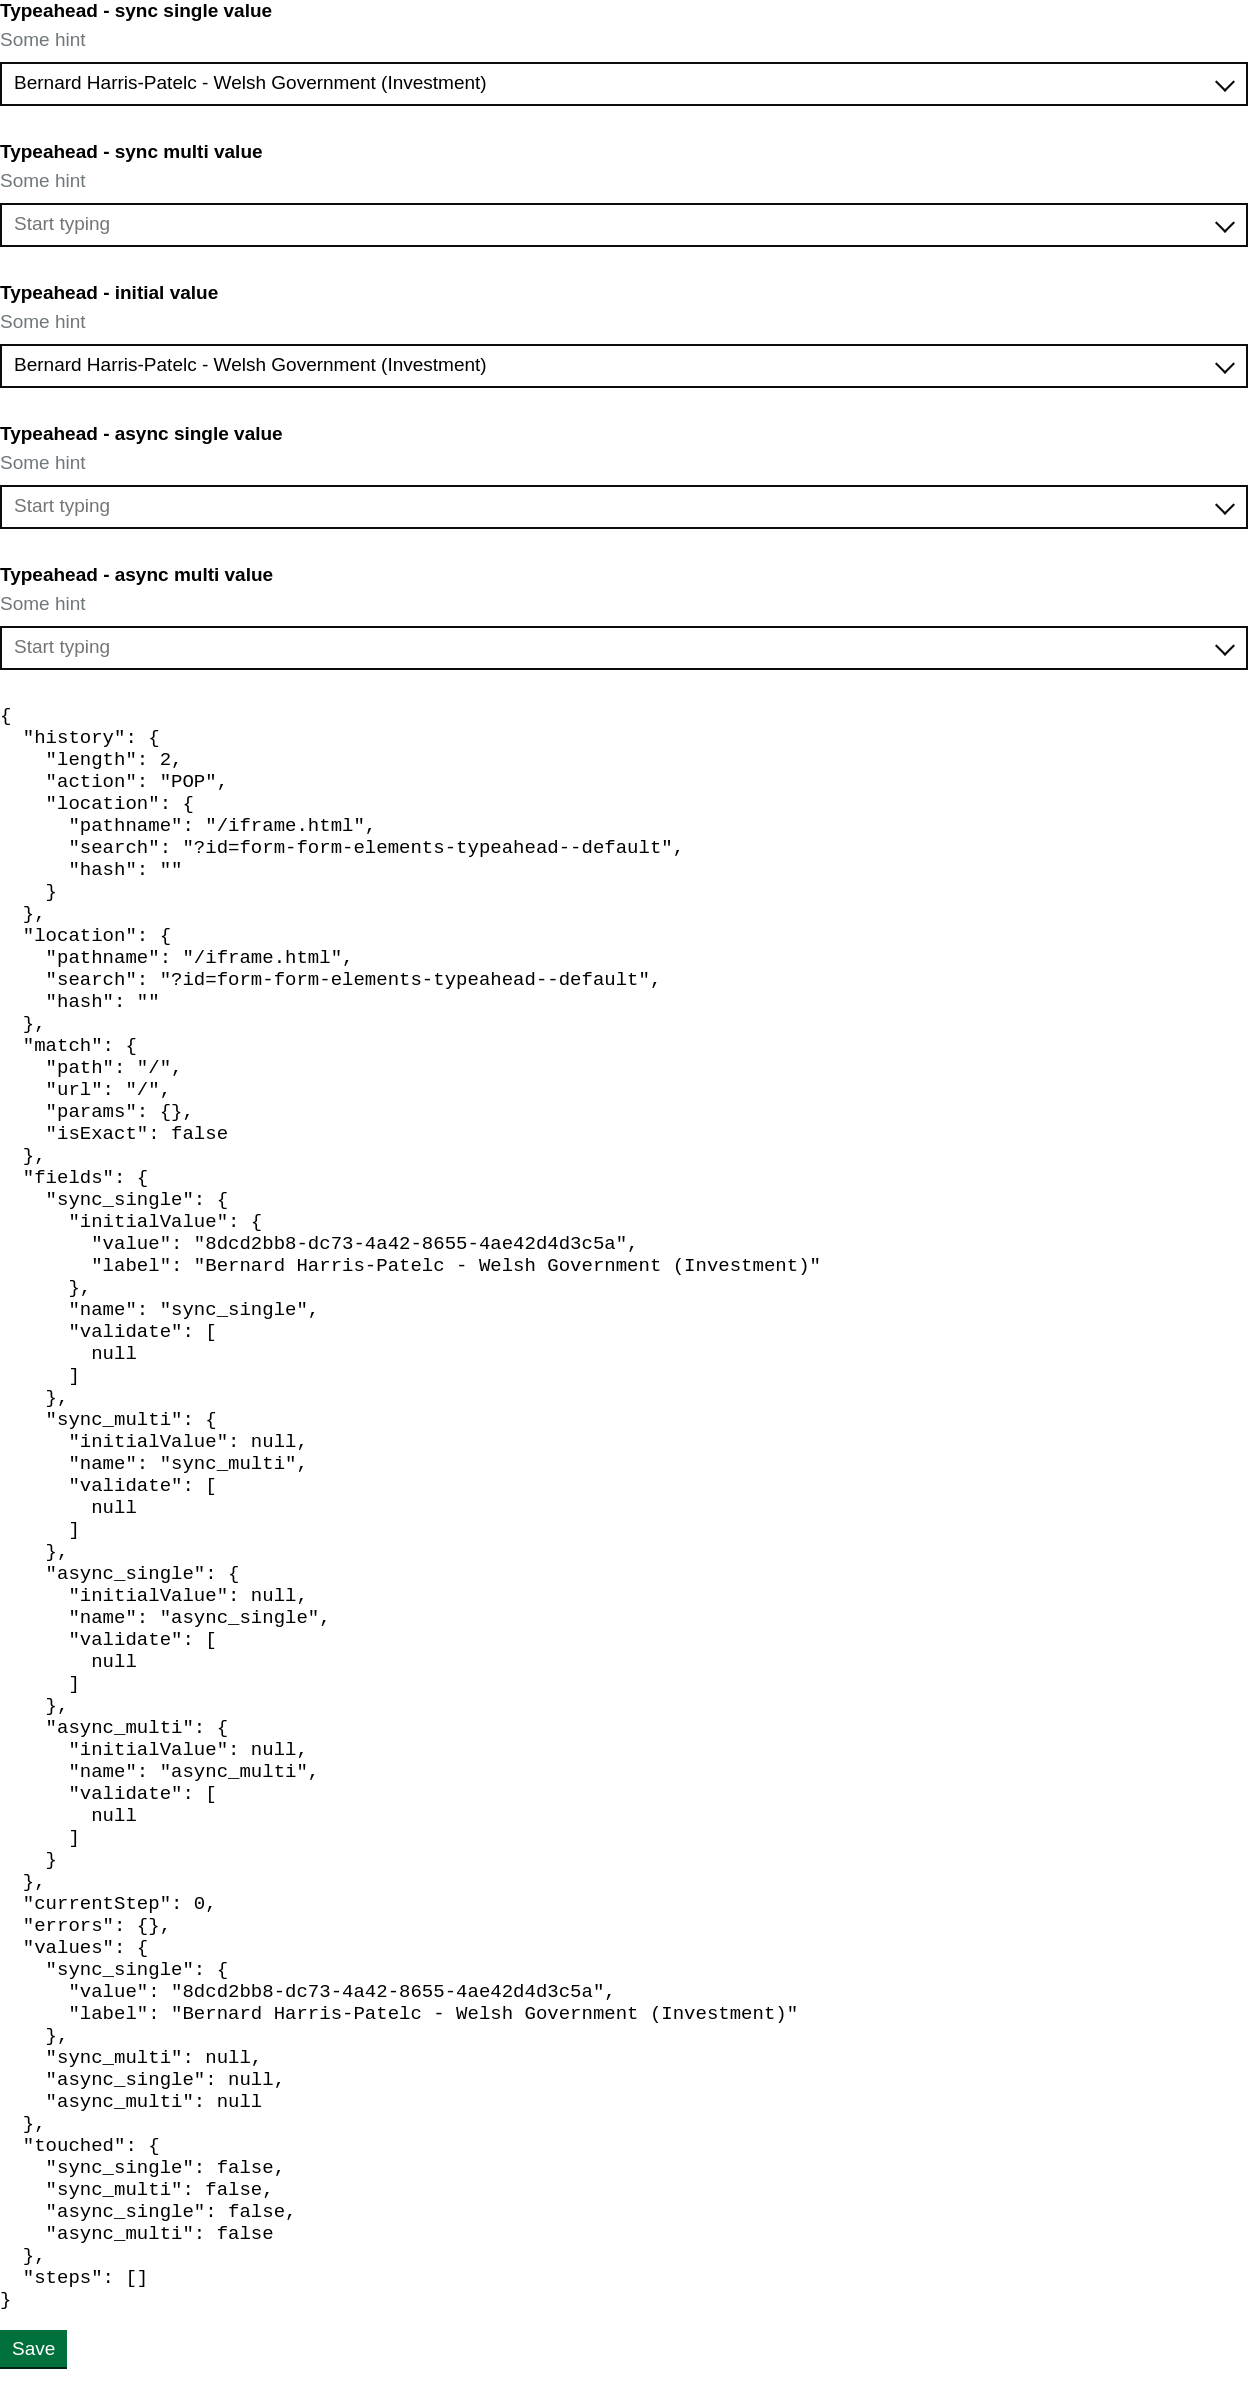 Typeahead - sync single value
Some hint
Bernard Harris-Patelc - Welsh Government (Investment)
Typeahead - sync multi value
Some hint
Start typing
Typeahead - initial value
Some hint
Bernard Harris-Patelc - Welsh Government (Investment)
Typeahead - async single value
Some hint
Start typing
Typeahead - async multi value
Some hint
Start typing
{
  "history": {
    "length": 2,
    "action": "POP",
    "location": {
      "pathname": "/iframe.html",
      "search": "?id=form-form-elements-typeahead--default",
      "hash": ""
    }
  },
  "location": {
    "pathname": "/iframe.html",
    "search": "?id=form-form-elements-typeahead--default",
    "hash": ""
  },
  "match": {
    "path": "/",
    "url": "/",
    "params": {},
    "isExact": false
  },
  "fields": {
    "sync_single": {
      "initialValue": {
        "value": "8dcd2bb8-dc73-4a42-8655-4ae42d4d3c5a",
        "label": "Bernard Harris-Patelc - Welsh Government (Investment)"
      },
      "name": "sync_single",
      "validate": [
        null
      ]
    },
    "sync_multi": {
      "initialValue": null,
      "name": "sync_multi",
      "validate": [
        null
      ]
    },
    "async_single": {
      "initialValue": null,
      "name": "async_single",
      "validate": [
        null
      ]
    },
    "async_multi": {
      "initialValue": null,
      "name": "async_multi",
      "validate": [
        null
      ]
    }
  },
  "currentStep": 0,
  "errors": {},
  "values": {
    "sync_single": {
      "value": "8dcd2bb8-dc73-4a42-8655-4ae42d4d3c5a",
      "label": "Bernard Harris-Patelc - Welsh Government (Investment)"
    },
    "sync_multi": null,
    "async_single": null,
    "async_multi": null
  },
  "touched": {
    "sync_single": false,
    "sync_multi": false,
    "async_single": false,
    "async_multi": false
  },
  "steps": []
}
Save